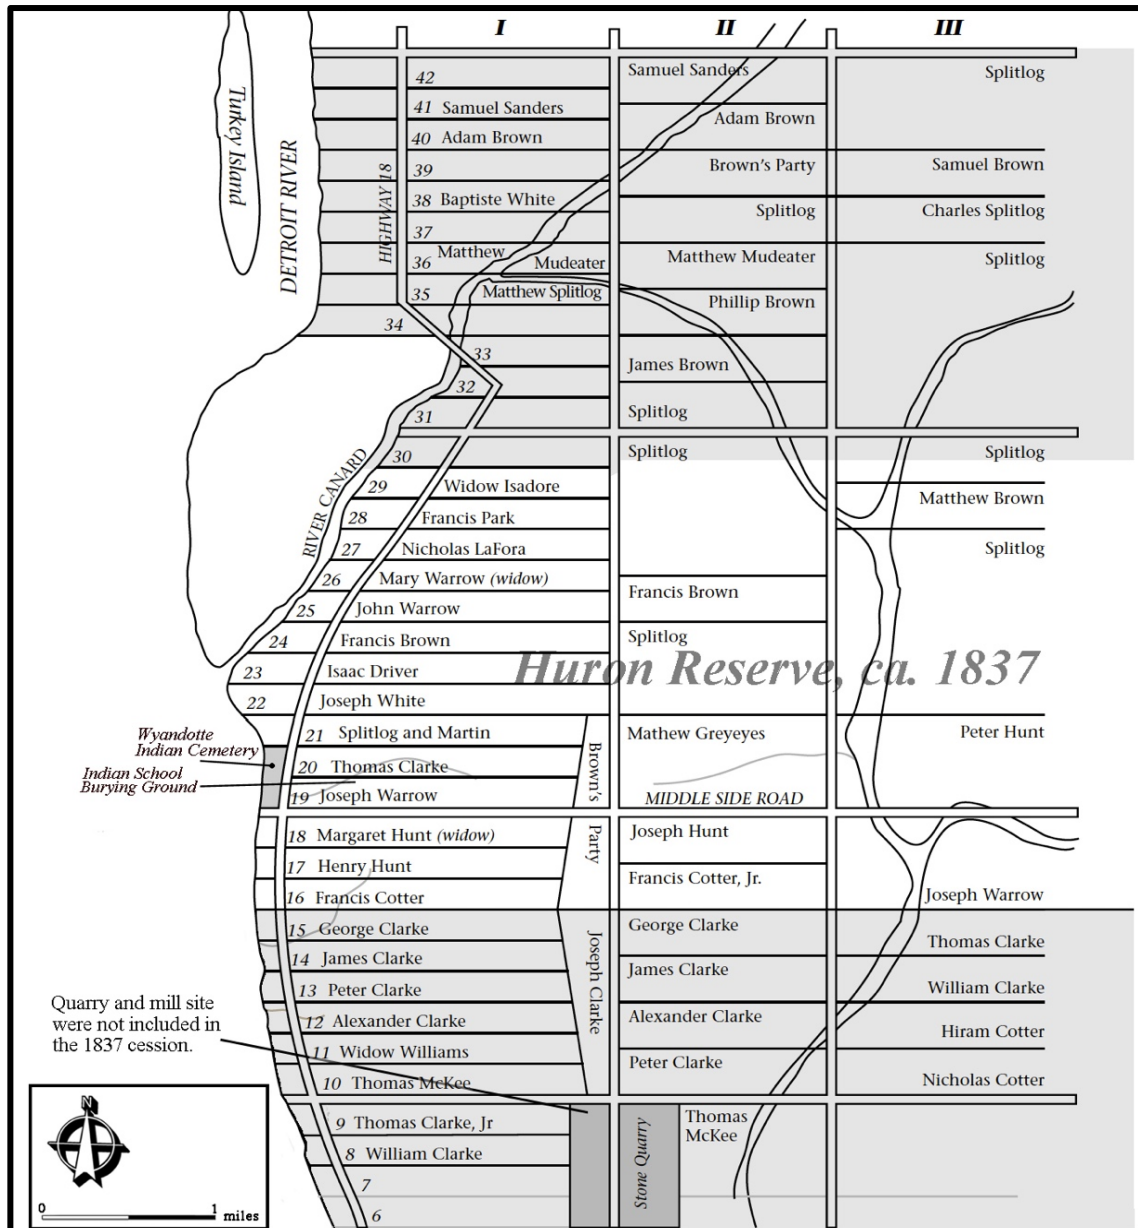 I
II
III
Turkey Island
DETROIT RIVER
HIGHWAY 18
RIVER CANARD
42
41 Samuel Sanders
40 Adam Brown
39
38 Baptiste White
37
36 Matthew Mudeater
35 Matthew Splitlog
34
33
32
31
30
29 Widow Isadore
28 Francis Park
27 Nicholas LaFora
26 Mary Warrow (widow)
25 John Warrow
24 Francis Brown
23 Isaac Driver
22 Joseph White
21 Splitlog and Martin
20 Thomas Clarke
19 Joseph Warrow
18 Margaret Hunt (widow)
17 Henry Hunt
16 Francis Cotter
15 George Clarke
14 James Clarke
13 Peter Clarke
12 Alexander Clarke
11 Widow Williams
10 Thomas McKee
9 Thomas Clarke, Jr
8 William Clarke
7
6
Brown's Party
Joseph Clarke
Samuel Sanders
Adam Brown
Brown's Party
Splitlog
Matthew Mudeater
Phillip Brown
James Brown
Splitlog
Splitlog
Francis Brown
Splitlog
Huron Reserve, ca. 1837
Mathew Greyeyes
MIDDLE SIDE ROAD
Joseph Hunt
Francis Cotter, Jr.
George Clarke
James Clarke
Alexander Clarke
Peter Clarke
Thomas
McKee
Stone Quarry
Splitlog
Samuel Brown
Charles Splitlog
Splitlog
Splitlog
Matthew Brown
Splitlog
Peter Hunt
Joseph Warrow
Thomas Clarke
William Clarke
Hiram Cotter
Nicholas Cotter
Wyandotte
Indian Cemetery
Indian School
Burying Ground
Quarry and mill site
were not included in
the 1837 cession.
N
0 1 miles